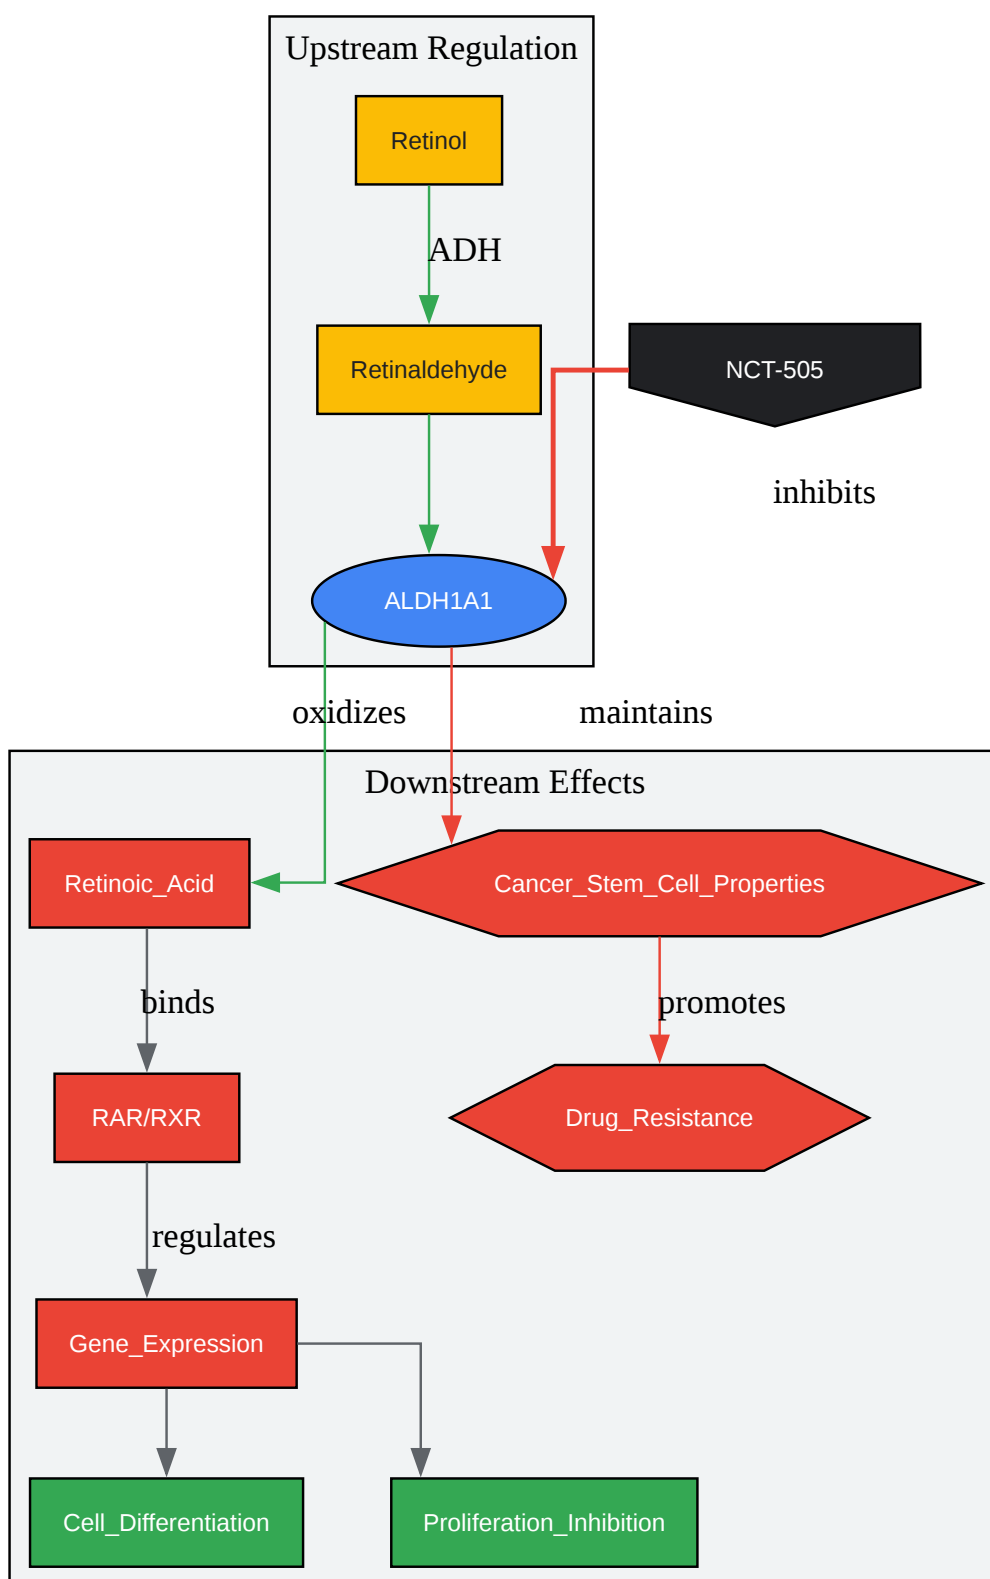 Upstream Regulation
Retinol
ADH
Retinaldehyde
NCT-505
inhibits
ALDH1A1
oxidizes
maintains
Downstream Effects
Retinoic_Acid
Cancer_Stem_Cell_Properties
binds
promotes
RAR/RXR
Drug_Resistance
regulates
Gene_Expression
Cell_Differentiation
Proliferation_Inhibition